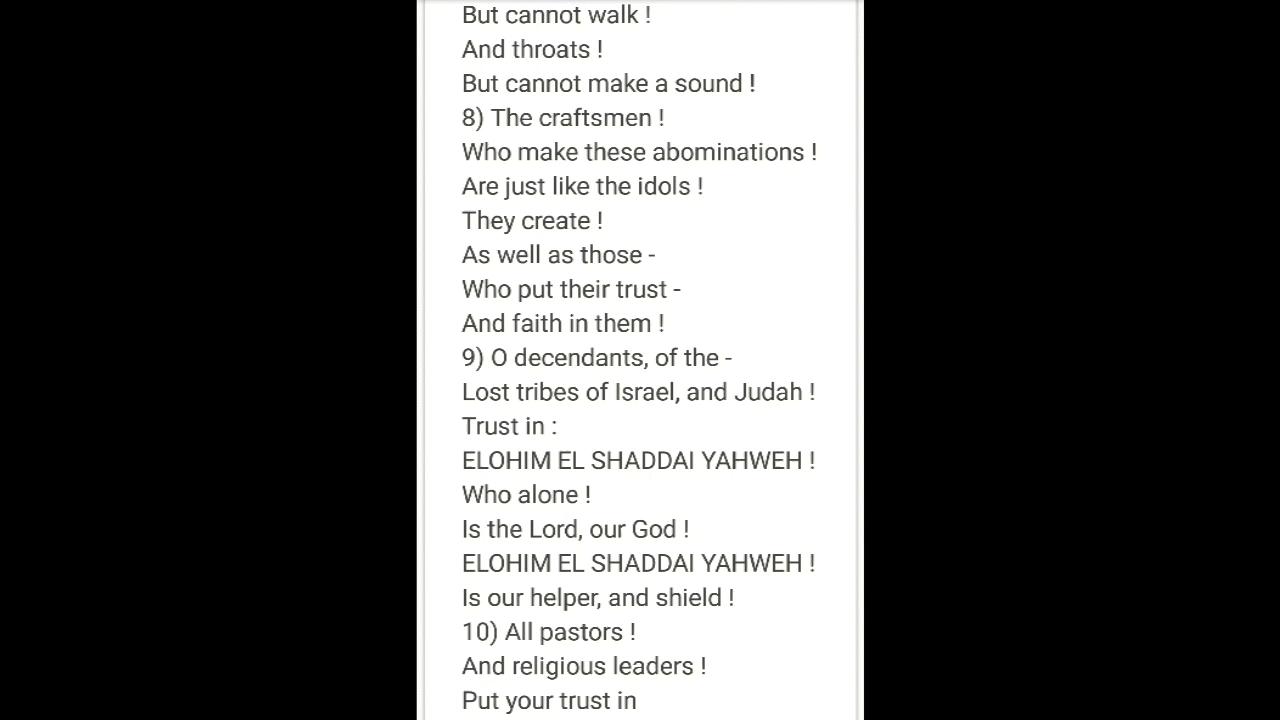 But cannot walk !
And throats !
But cannot make a sound !
8) The craftsmen !
Who make these abominations !
Are just like the idols !
They create !
As well as those -
Who put their trust -
And faith in them !
9) O decendants, of the -
Lost tribes of Israel, and Judah !
Trust in :
ELOHIM EL SHADDAI YAHWEH !
Who alone !
Is the Lord, our God !
ELOHIM EL SHADDAI YAHWEH !
Is our helper, and shield !
10) All pastors !
And religious leaders !
Put your trust in